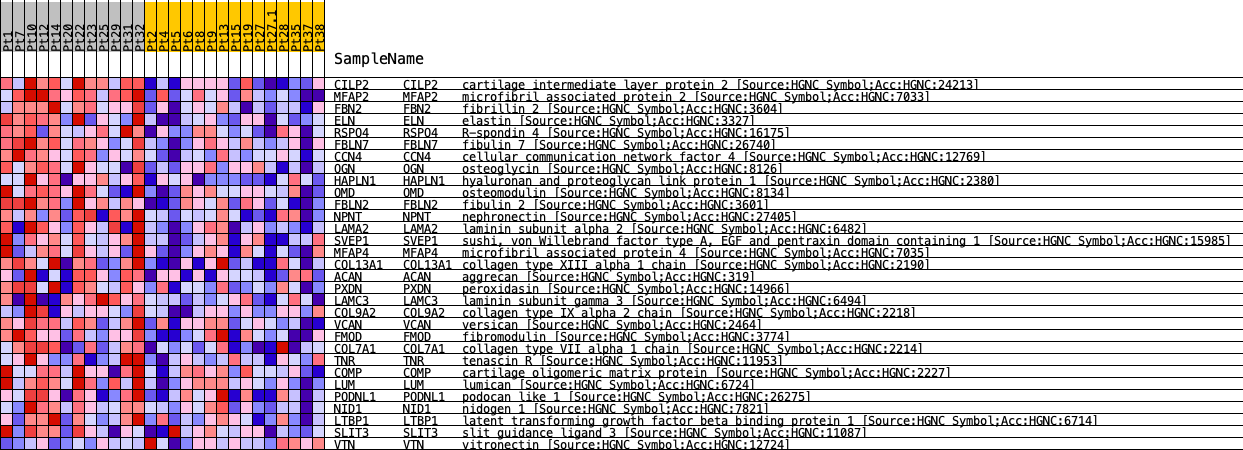 Pt1 Pt7 Pt10 Pt12 Pt14 Pt20 Pt22 Pt23 Pt25 Pt29 Pt31 Pt32 Pt2 Pt4 Pt5 Pt6 Pt8 Pt9 Pt13 Pt15 Pt19 Pt27 Pt27.1 Pt28 Pt35 Pt37 Pt38
SampleName
CILP2 CILP2 cartilage intermediate layer protein 2 [Source:HGNC Symbol;Acc:HGNC:24213]
MFAP2 MFAP2 microfibril associated protein 2 [Source:HGNC Symbol;Acc:HGNC:7033]
FBN2 FBN2 fibrillin 2 [Source:HGNC Symbol;Acc:HGNC:3604]
ELN ELN elastin [Source:HGNC Symbol;Acc:HGNC:3327]
RSPO4 RSPO4 R-spondin 4 [Source:HGNC Symbol;Acc:HGNC:16175]
FBLN7 FBLN7 fibulin 7 [Source:HGNC Symbol;Acc:HGNC:26740]
CCN4 CCN4 cellular communication network factor 4 [Source:HGNC Symbol;Acc:HGNC:12769]
OGN OGN osteoglycin [Source:HGNC Symbol;Acc:HGNC:8126]
HAPLN1 HAPLN1 hyaluronan and proteoglycan link protein 1 [Source:HGNC Symbol;Acc:HGNC:2380]
OMD OMD osteomodulin [Source:HGNC Symbol;Acc:HGNC:8134]
FBLN2 FBLN2 fibulin 2 [Source:HGNC Symbol;Acc:HGNC:3601]
NPNT NPNT nephronectin [Source:HGNC Symbol;Acc:HGNC:27405]
LAMA2 LAMA2 laminin subunit alpha 2 [Source:HGNC Symbol;Acc:HGNC:6482]
SVEP1 SVEP1 sushi, von Willebrand factor type A, EGF and pentraxin domain containing 1 [Source:HGNC Symbol;Acc:HGNC:15985]
MFAP4 MFAP4 microfibril associated protein 4 [Source:HGNC Symbol;Acc:HGNC:7035]
COL13A1 COL13A1 collagen type XIII alpha 1 chain [Source:HGNC Symbol;Acc:HGNC:2190]
ACAN ACAN aggrecan [Source:HGNC Symbol;Acc:HGNC:319]
PXDN PXDN peroxidasin [Source:HGNC Symbol;Acc:HGNC:14966]
LAMC3 LAMC3 laminin subunit gamma 3 [Source:HGNC Symbol;Acc:HGNC:6494]
COL9A2 COL9A2 collagen type IX alpha 2 chain [Source:HGNC Symbol;Acc:HGNC:2218]
VCAN VCAN versican [Source:HGNC Symbol;Acc:HGNC:2464]
FMOD FMOD fibromodulin [Source:HGNC Symbol;Acc:HGNC:3774]
COL7A1 COL7A1 collagen type VII alpha 1 chain [Source:HGNC Symbol;Acc:HGNC:2214]
TNR TNR tenascin R [Source:HGNC Symbol;Acc:HGNC:11953]
COMP COMP cartilage oligomeric matrix protein [Source:HGNC Symbol;Acc:HGNC:2227]
LUM LUM lumican [Source:HGNC Symbol;Acc:HGNC:6724]
PODNL1 PODNL1 podocan like 1 [Source:HGNC Symbol;Acc:HGNC:26275]
NID1 NID1 nidogen 1 [Source:HGNC Symbol;Acc:HGNC:7821]
LTBP1 LTBP1 latent transforming growth factor beta binding protein 1 [Source:HGNC Symbol;Acc:HGNC:6714]
SLIT3 SLIT3 slit guidance ligand 3 [Source:HGNC Symbol;Acc:HGNC:11087]
VTN VTN vitronectin [Source:HGNC Symbol;Acc:HGNC:12724]